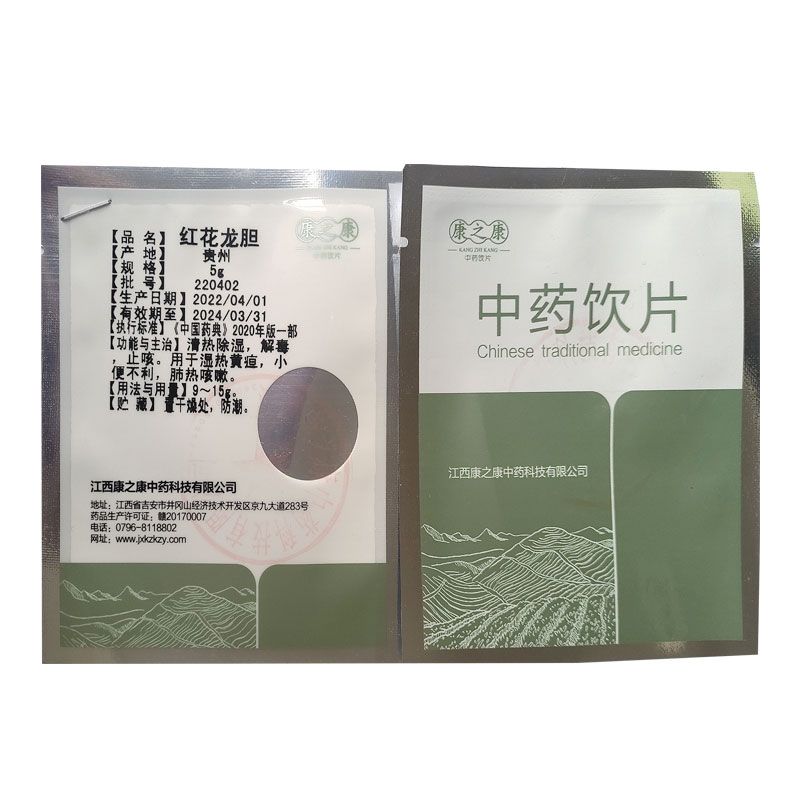 康之康
KANG ZHI KANG
中药饮片
【品 名】 红花龙胆
【产 地】 贵州
【规 格】 5g
【批 号】 220402
【生产日期】2022/04/01
【有效期至】2024/03/31
【执行标准】《中国药典》2020年版一部
【功能与主治】清热除湿，解毒
，止咳。用于湿热黄疸，小
便不利，肺热咳嗽。
【用法与用量】9～15g。
【贮 藏】置干燥处，防潮。
江西康之康中药科技有限公司
地址：江西省吉安市井冈山经济技术开发区京九大道283号
药品生产许可证：赣20170007
电话：0796-8118802
网址：www.jxkzkzy.com
康之康
KANG ZHI KANG
中药饮片
中药饮片
Chinese traditional medicine
江西康之康中药科技有限公司